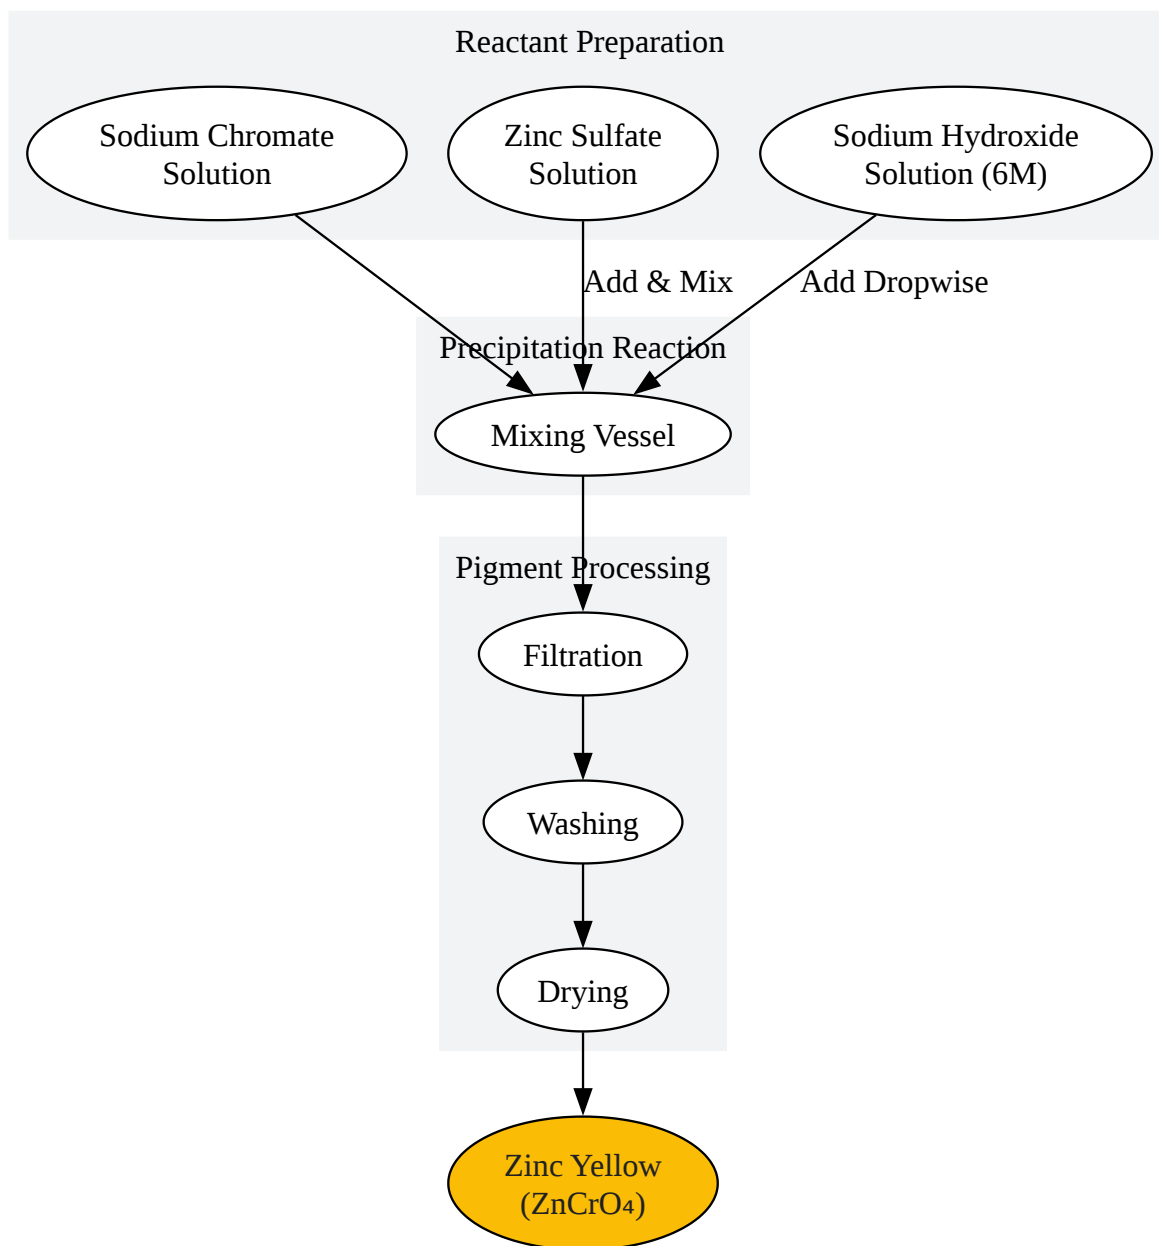 Reactant Preparation
Sodium Chromate
Solution
Zinc Sulfate
Solution
Sodium Hydroxide
Solution (6M)
Add & Mix
Add Dropwise
Precipitation Reaction
Mixing Vessel
Pigment Processing
Filtration
Washing
Drying
Zinc Yellow
(ZnCrO₄)